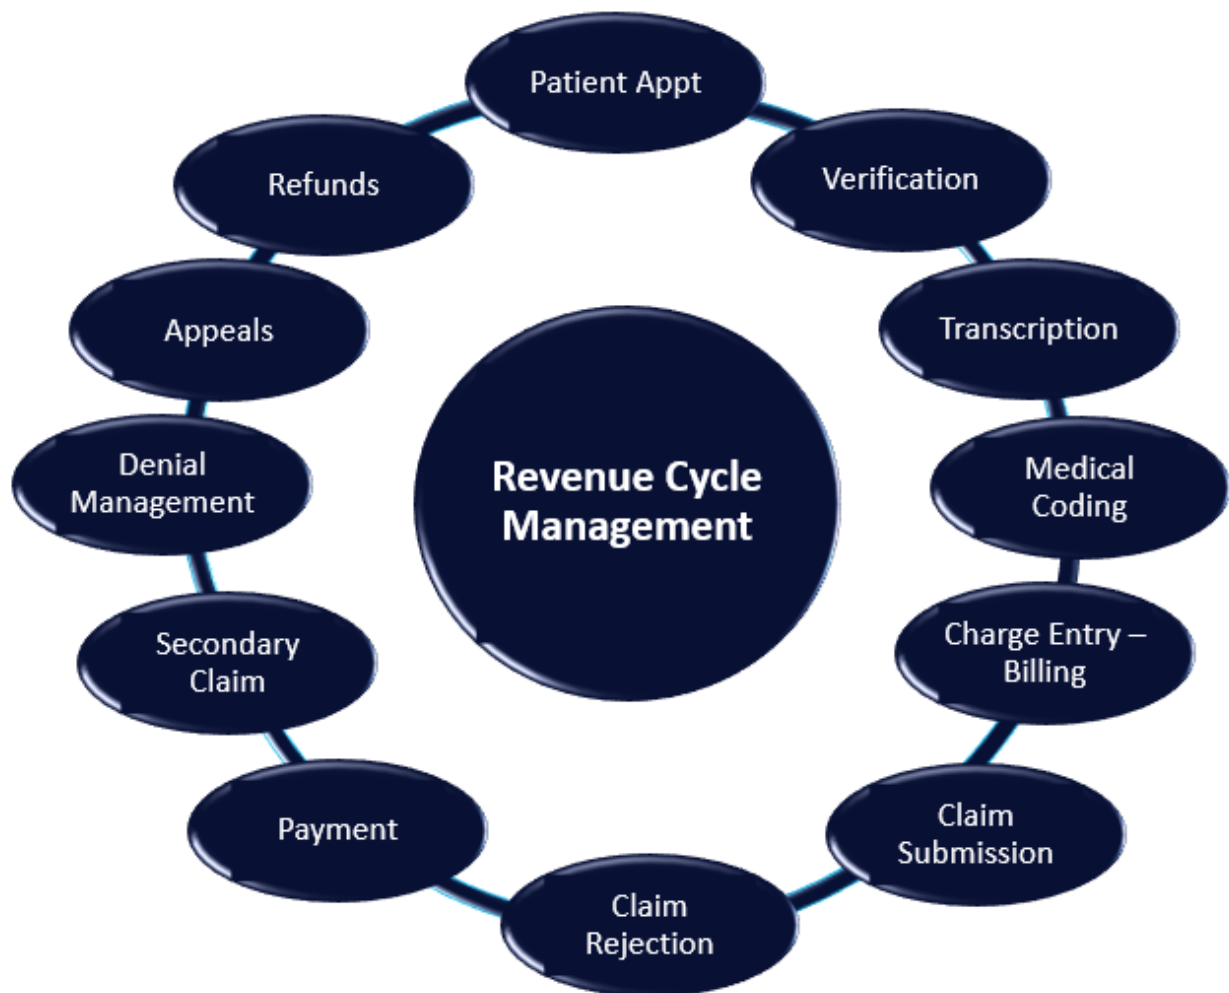 Patient Appt
Verification
Transcription
Medical
Coding
Charge Entry –
Billing
Claim
Submission
Claim
Rejection
Payment
Secondary
Claim
Denial
Management
Appeals
Refunds
Revenue Cycle
Management